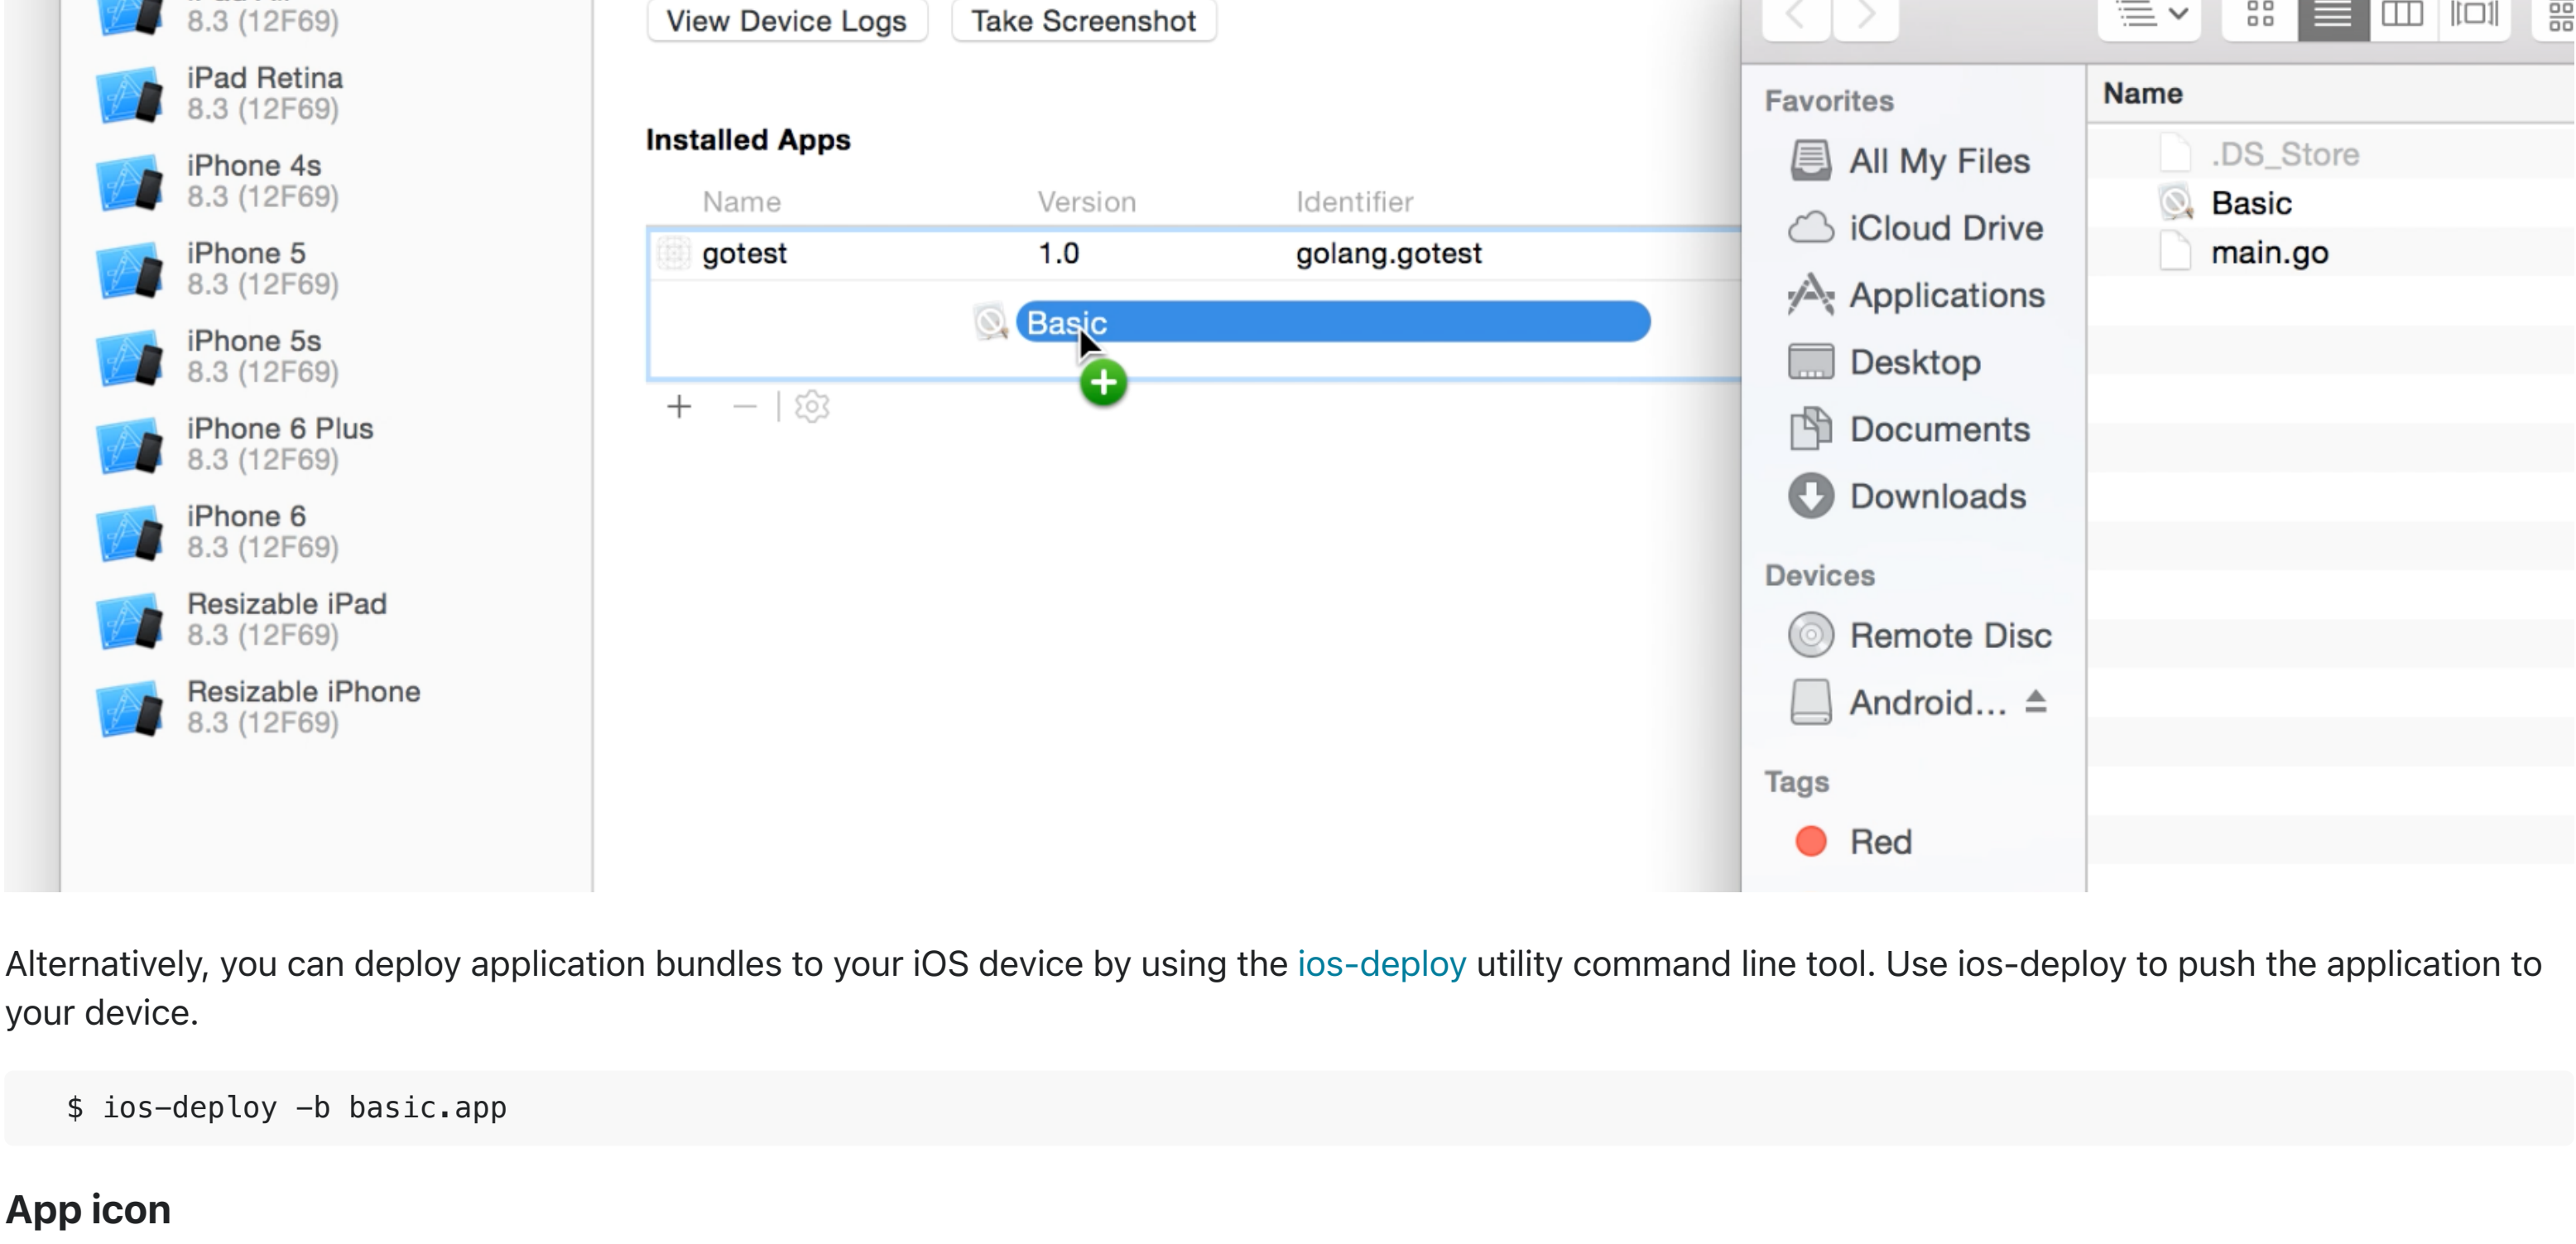 8.3 (12F69)
iPad Retina
8.3 (12F69)
iPhone 4s
8.3 (12F69)
iPhone 5
8.3 (12F69)
iPhone 5s
8.3 (12F69)
iPhone 6 Plus
8.3 (12F69)
iPhone 6
8.3 (12F69)
Resizable iPad
8.3 (12F69)
Resizable iPhone
8.3 (12F69)
View Device Logs Take Screenshot
Installed Apps
Name Version Identifier
gotest 1.0 golang.gotest
Basic
Favorites
All My Files
iCloud Drive
Applications
Desktop
Documents
Downloads
Devices
Remote Disc
Android...
Tags
Red
Name
.DS_Store
Basic
main.go
Alternatively, you can deploy application bundles to your iOS device by using the ios-deploy utility command line tool. Use ios-deploy to push the application to
your device.
$ ios-deploy -b basic.app
App icon